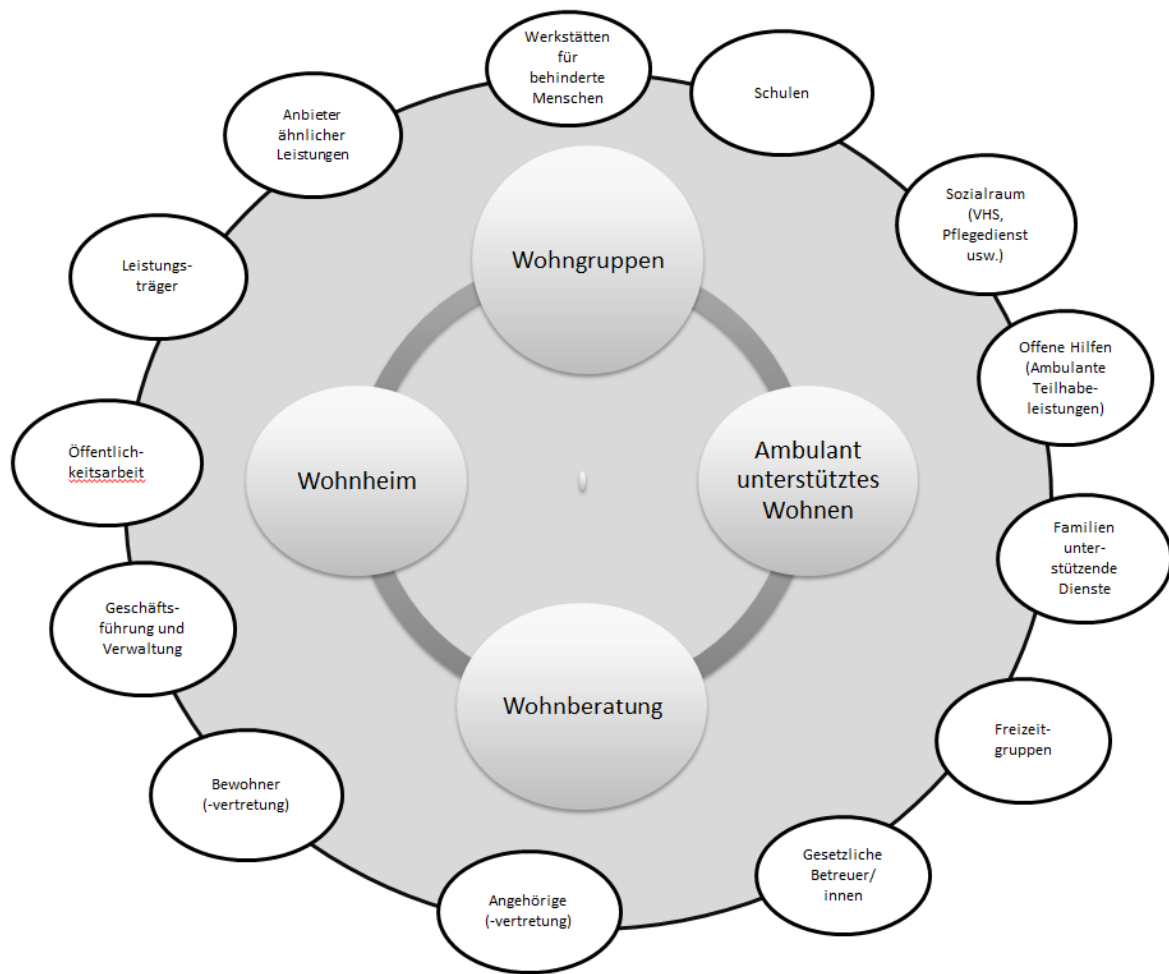 Werkstätten
für
behinderte
Menschen
Schulen
Anbieter
ähnlicher
Leistungen
Sozialraum
(VHS,
Pflegedienst
usw.)
Wohngruppen
Leistungs-
träger
Offene Hilfen
(Ambulante
Teilhabe-
leistungen)
Öffentlich-
keitsarbeit
Wohnheim
Ambulant
unterstütztes
Wohnen
Familien
unter-
stützende
Dienste
Geschäfts-
führung und
Verwaltung
Wohnberatung
Freizeit-
gruppen
Bewohner
(-vertretung)
Gesetzliche
Betreuer/
innen
Angehörige
(-vertretung)